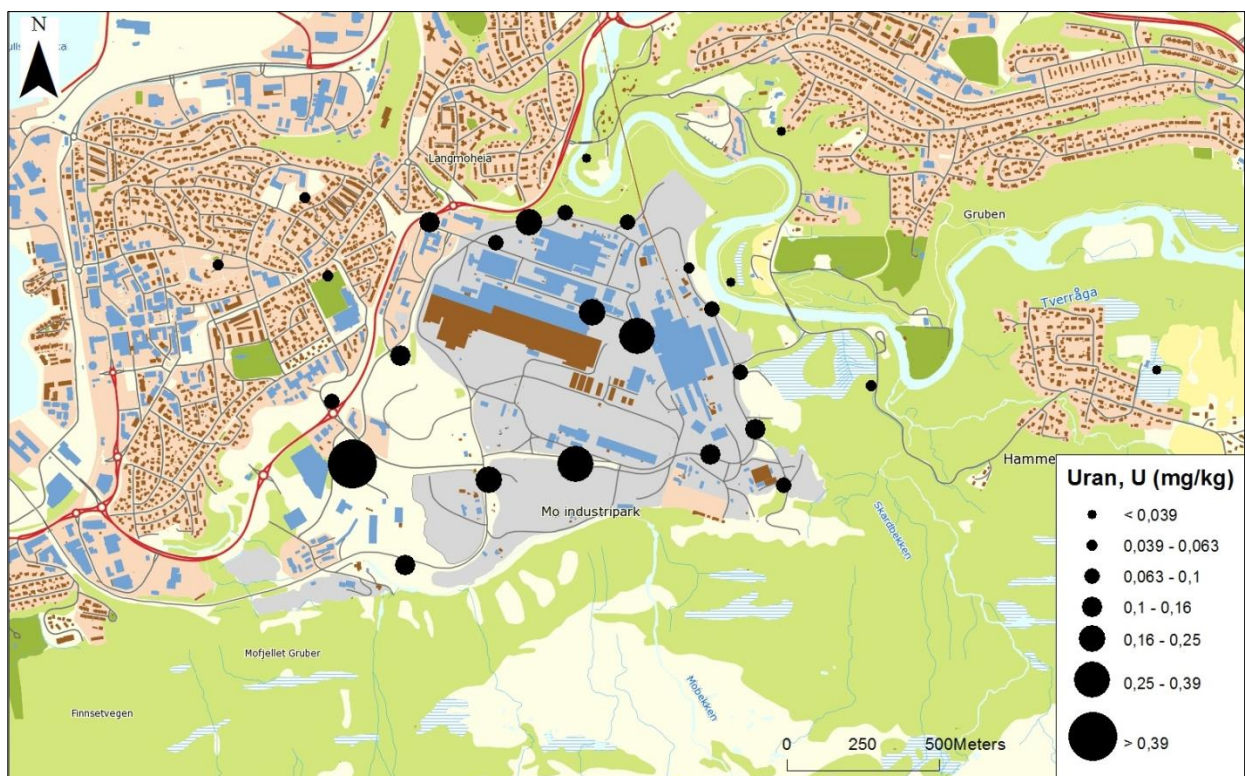 N
Langmoheia
Gruben
Tverråga
Hamme
Mo industripark
Skardbekken
Mofjellet Gruber
Mobekken
Finnsetvegen
0 250 500Meters
Uran, U (mg/kg)
< 0,039
0,039 - 0,063
0,063 - 0,1
0,1 - 0,16
0,16 - 0,25
0,25 - 0,39
> 0,39